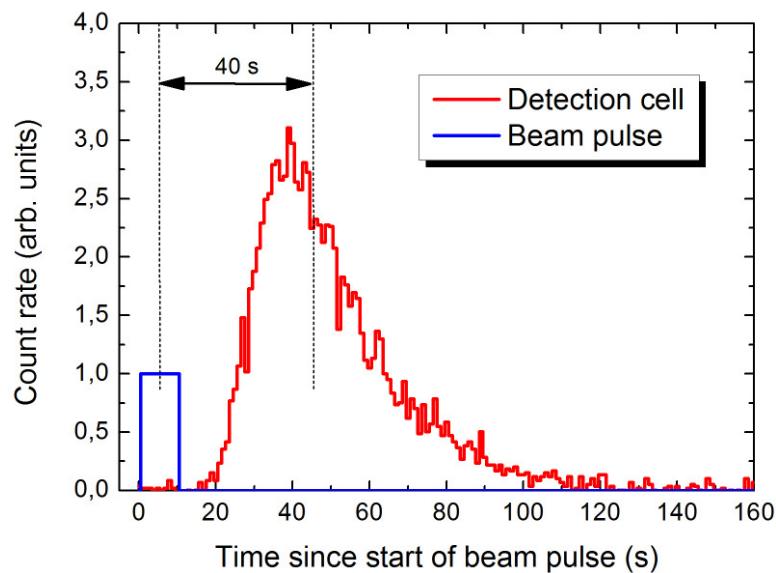 4,0
3,5
3,0
2,5
2,0
1,5
1,0
0,5
0,0
Count rate (arb. units)
40 s
Detection cell
Beam pulse
0 20 40 60 80 100 120 140 160
Time since start of beam pulse (s)